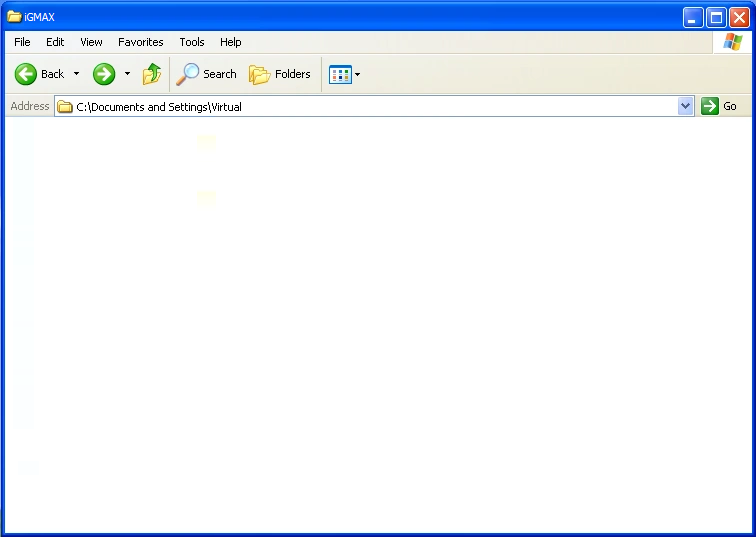 iGMAX
File Edit View Favorites Tools Help
Back Search Folders
Address C:\Documents and Settings\Virtual Go